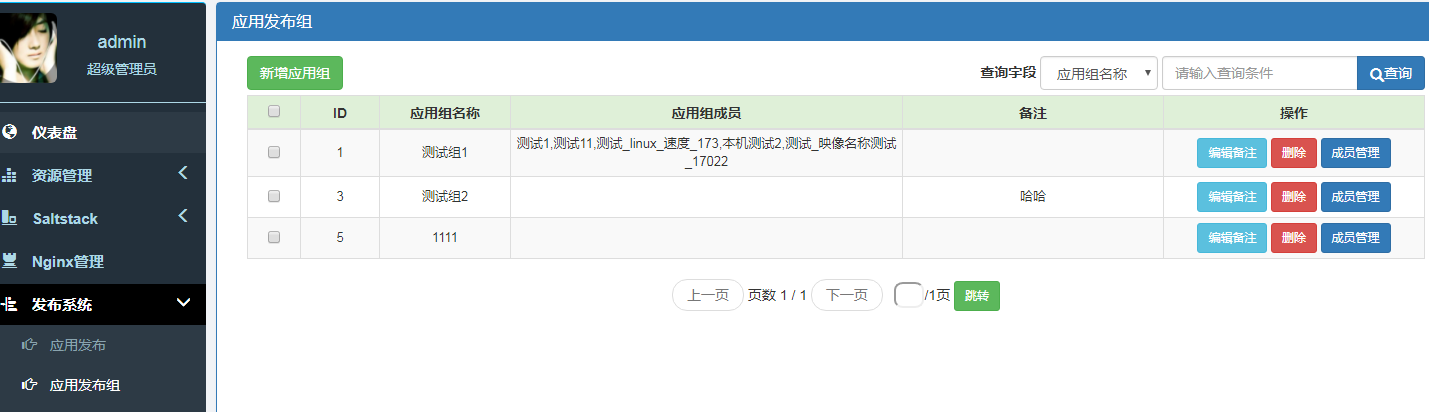 admin
超级管理员
仪表盘
资源管理
Saltstack
Nginx管理
发布系统
应用发布
应用发布组
应用发布组
新增应用组 查询字段 应用组名称 请输入查询条件 查询
ID 应用组名称 应用组成员 备注 操作
1 测试组1 测试1,测试11,测试_linux_速度_173,本机测试2,测试_映像名称测试 编辑备注 删除 成员管理
_17022
3 测试组2 哈哈 编辑备注 删除 成员管理
5 1111 编辑备注 删除 成员管理
上一页 页数 1 / 1 下一页 /1页 跳转